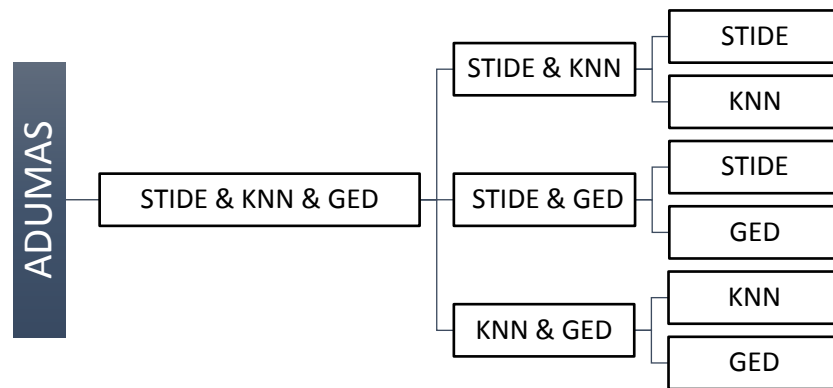 ADUMAS
STIDE & KNN & GED
STIDE & KNN
STIDE
KNN
STIDE & GED
STIDE
GED
KNN & GED
KNN
GED